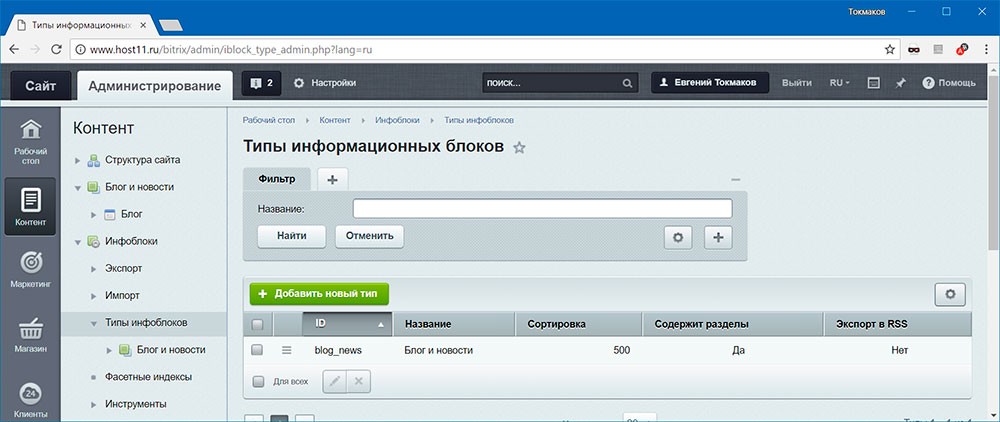 Токмаков
Типы информационных
www.host11.ru/bitrix/admin/iblock_type_admin.php?lang=ru
Сайт
Администрирование
2
Настройки
поиск...
Евгений Токмаков
Выйти
RU
Помощь
Рабочий
стол
Контент
Маркетинг
Магазин
24
Клиенты
Контент
Структура сайта
Блог и новости
Блог
Инфоблоки
Экспорт
Импорт
Типы инфоблоков
Блог и новости
Фасетные индексы
Инструменты
Рабочий стол Контент Инфоблоки Типы инфоблоков
Типы информационных блоков
Фильтр
Название:
Найти Отменить
Добавить новый тип
ID Название Сортировка Содержит разделы Экспорт в RSS
blog_news Блог и новости 500 Да Нет
Для всех